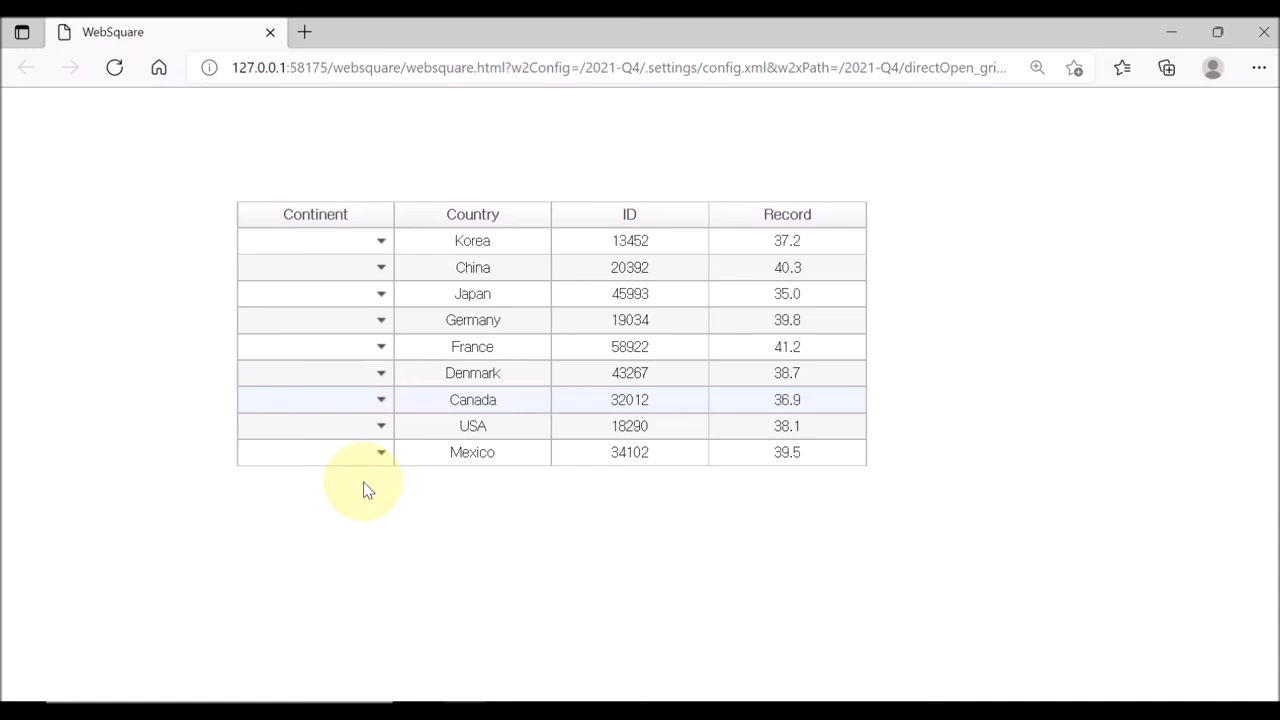 WebSquare
127.0.0.1:58175/websquare/websquare.html?w2Config=/2021-Q4/.settings/config.xml&w2xPath=/2021-Q4/directOpen_gri...
Continent Country ID Record
Korea 13452 37.2
China 20392 40.3
Japan 45993 35.0
Germany 19034 39.8
France 58922 41.2
Denmark 43267 38.7
Canada 32012 36.9
USA 18290 38.1
Mexico 34102 39.5